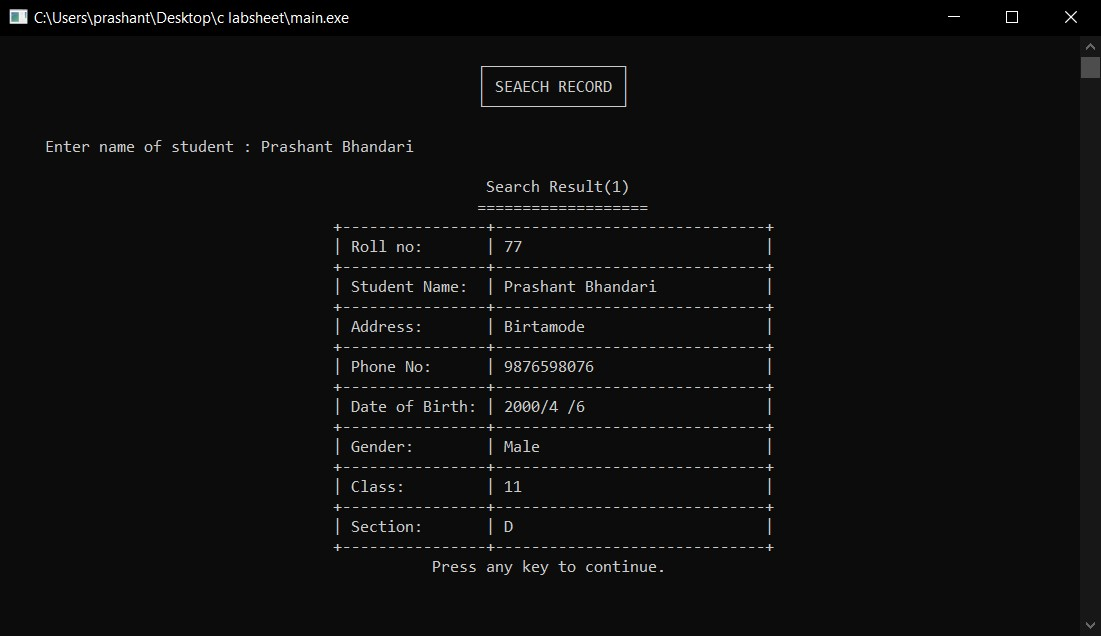 C:\Users\prashant\Desktop\c labsheet\main.exe
SEAECH RECORD
Enter name of student : Prashant Bhandari
Search Result(1)
===================
+----------------+------------------------------+
| Roll no:       | 77                           |
+----------------+------------------------------+
| Student Name:  | Prashant Bhandari            |
+----------------+------------------------------+
| Address:       | Birtamode                    |
+----------------+------------------------------+
| Phone No:      | 9876598076                   |
+----------------+------------------------------+
| Date of Birth: | 2000/4 /6                    |
+----------------+------------------------------+
| Gender:        | Male                         |
+----------------+------------------------------+
| Class:         | 11                           |
+----------------+------------------------------+
| Section:       | D                            |
+----------------+------------------------------+
Press any key to continue.